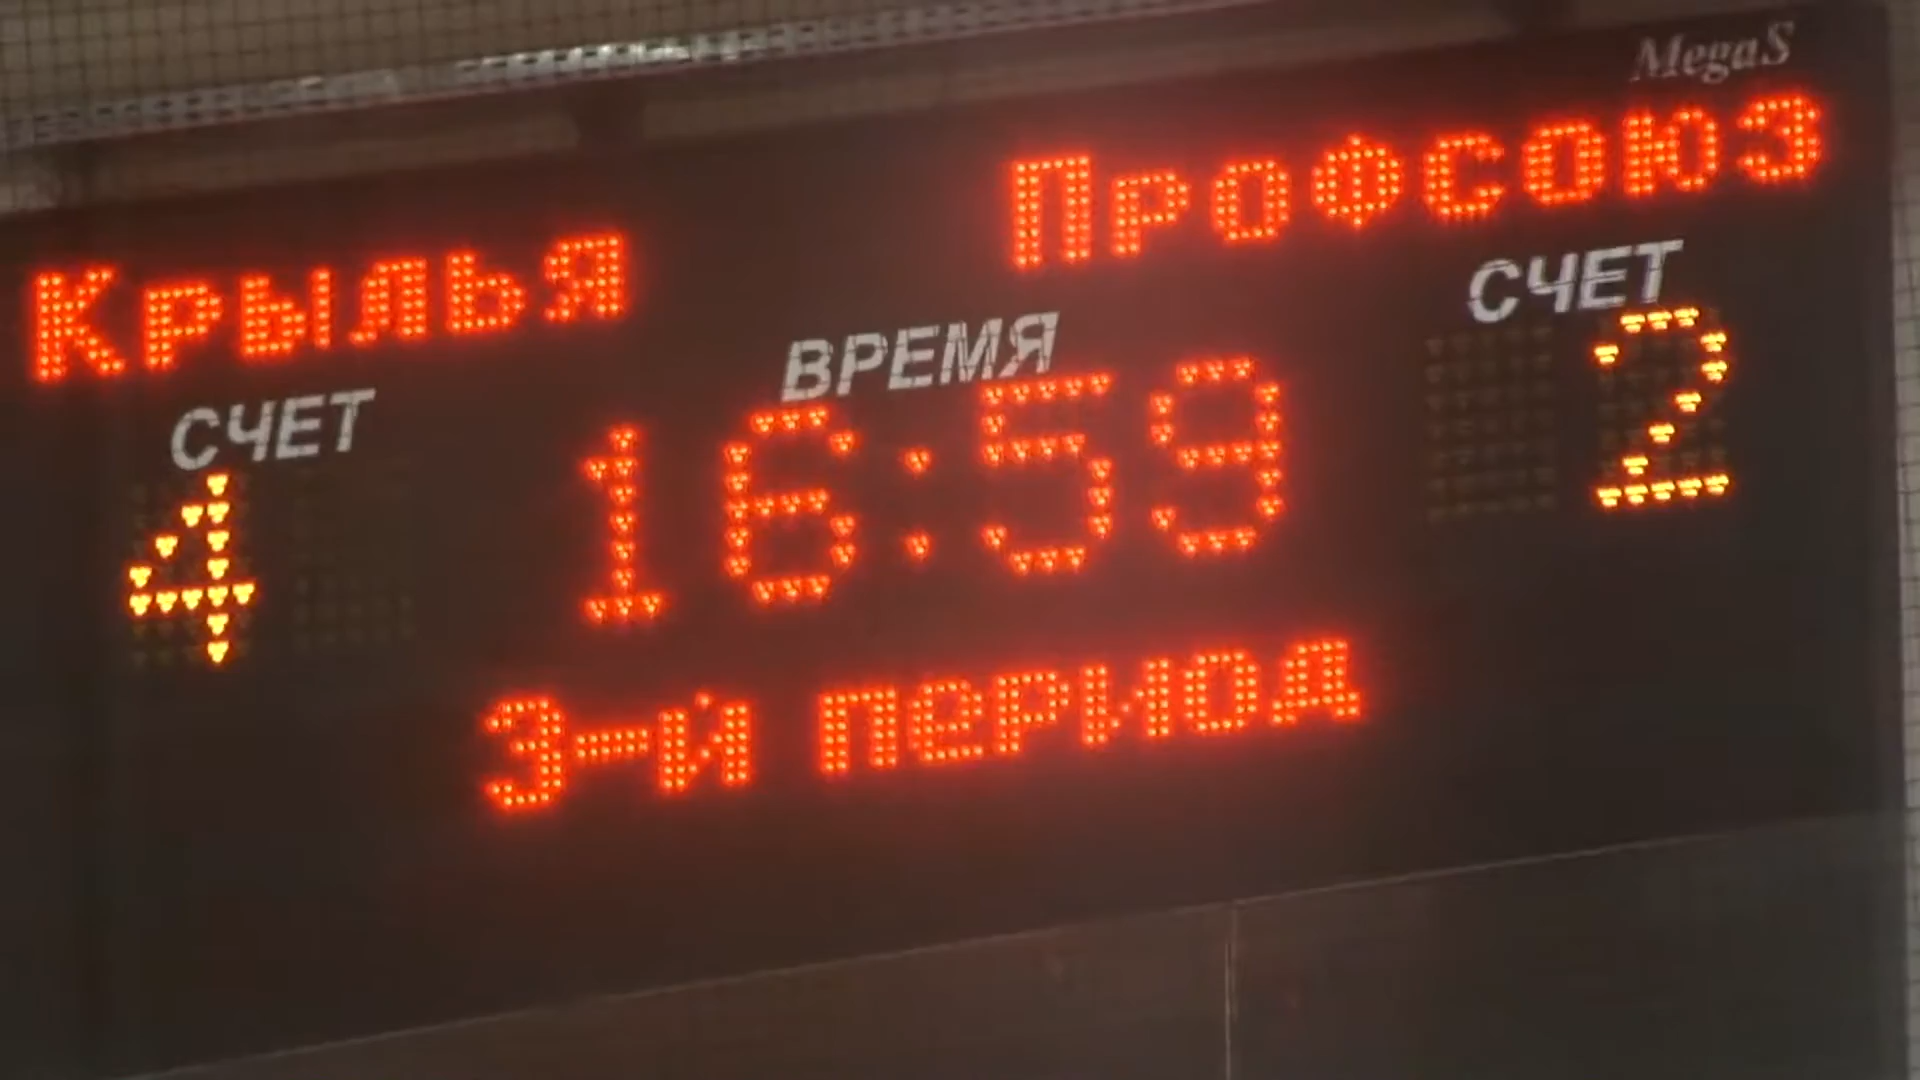 MegaS
Крылья Профсоюз
СЧЕТ ВРЕМЯ СЧЕТ
4 16:59 2
3-й период